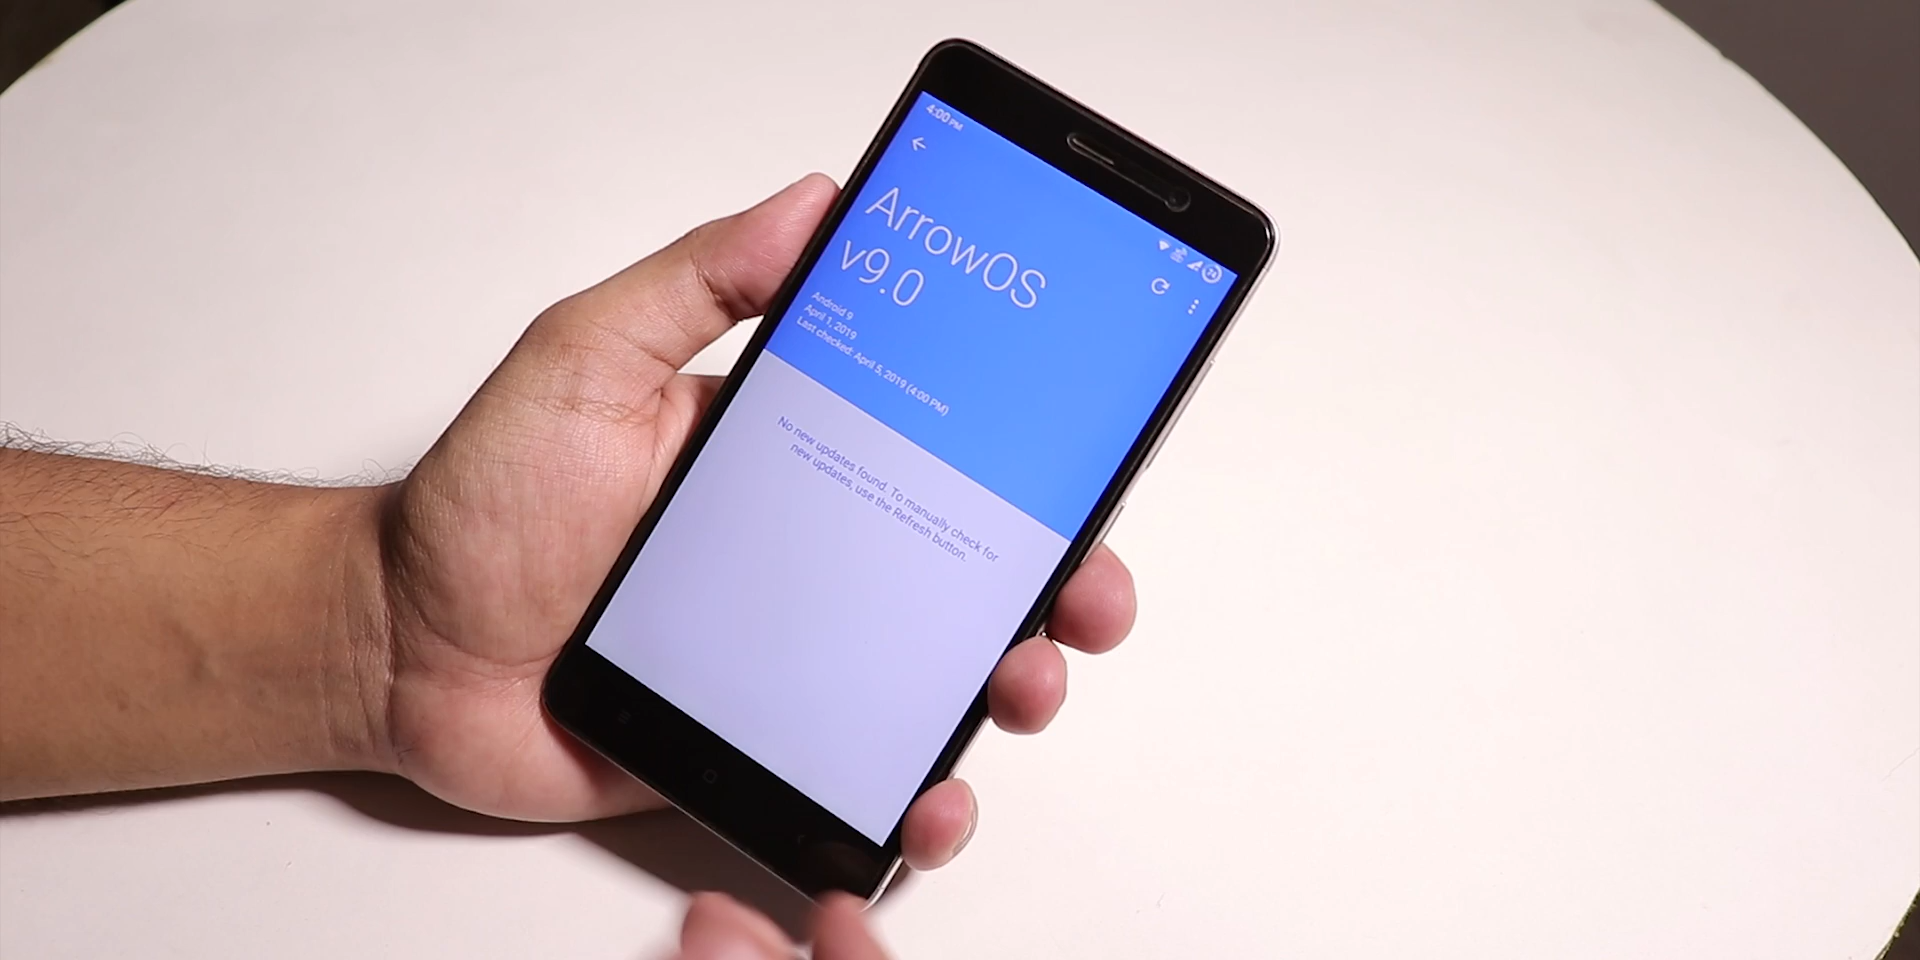 4:00 PM
74
ArrowOS
v9.0
Android 9
April 1, 2019
Last checked: April 5, 2019 (4:00 PM)
No new updates found. To manually check for
new updates, use the Refresh button.